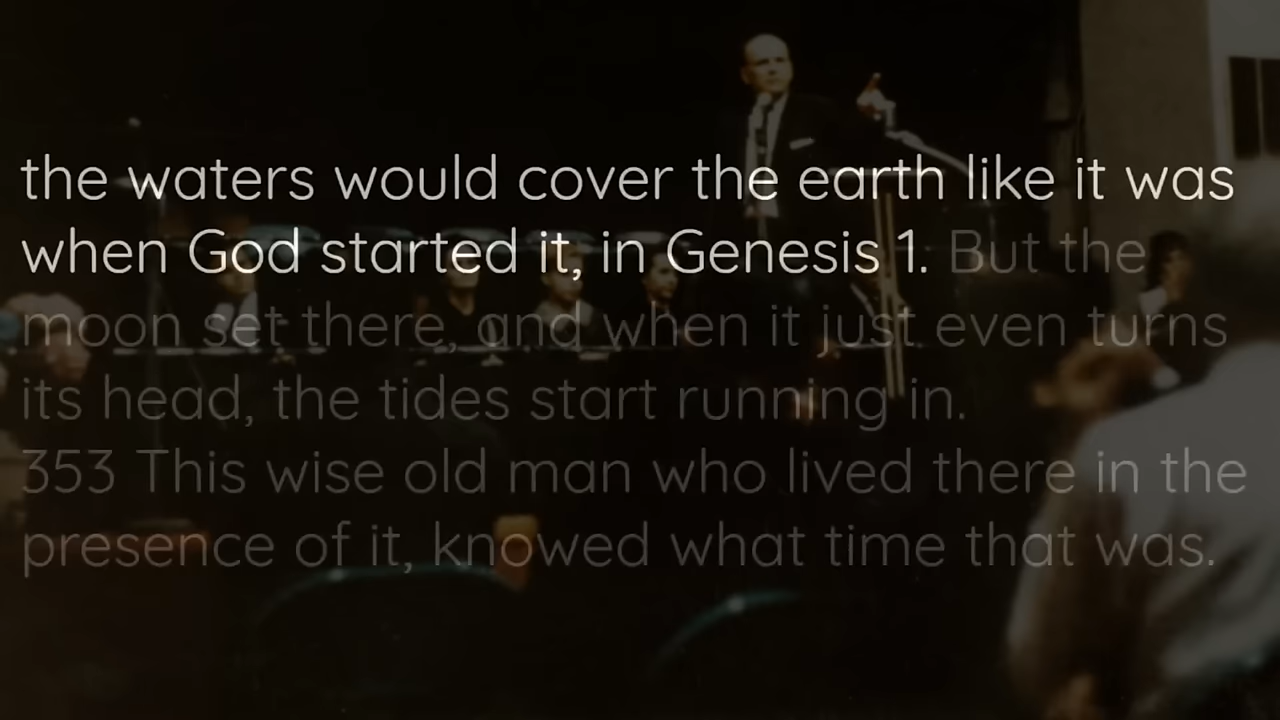 the waters would cover the earth like it was
when God started it, in Genesis 1. But the
moon set there, and when it just even turns
its head, the tides start running in.
353 This wise old man who lived there in the
presence of it, knowed what time that was.